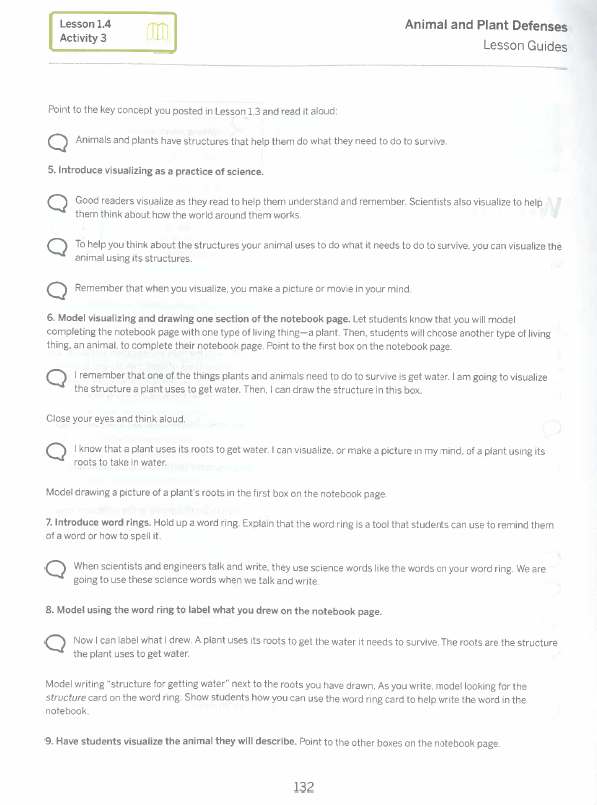 Lesson 1.4
Activity 3
Animal and Plant Defenses
Lesson Guides
Point to the key concept you posted in Lesson 1.3 and read it aloud:
Animals and plants have structures that help them do what they need to do to survive.
5. Introduce visualizing as a practice of science.
Good readers visualize as they read to help them understand and remember. Scientists also visualize to help
them think about how the world around them works.
To help you think about the structures your animal uses to do what it needs to do to survive, you can visualize the
animal using its structures.
Remember that when you visualize, you make a picture or movie in your mind.
6. Model visualizing and drawing one section of the notebook page. Let students know that you will model
completing the notebook page with one type of living thing—a plant. Then, students will choose another type of living
thing, an animal, to complete their notebook page. Point to the first box on the notebook page.
I remember that one of the things plants and animals need to do to survive is get water. I am going to visualize
the structure a plant uses to get water. Then, I can draw the structure in this box.
Close your eyes and think aloud.
I know that a plant uses its roots to get water. I can visualize, or make a picture in my mind, of a plant using its
roots to take in water.
Model drawing a picture of a plant's roots in the first box on the notebook page.
7. Introduce word rings. Hold up a word ring. Explain that the word ring is a tool that students can use to remind them
of a word or how to spell it.
When scientists and engineers talk and write, they use science words like the words on your word ring. We are
going to use these science words when we talk and write.
8. Model using the word ring to label what you drew on the notebook page.
Now I can label what I drew. A plant uses its roots to get the water it needs to survive. The roots are the structure
the plant uses to get water.
Model writing "structure for getting water" next to the roots you have drawn. As you write, model looking for the
structure card on the word ring. Show students how you can use the word ring card to help write the word in the
notebook.
9. Have students visualize the animal they will describe. Point to the other boxes on the notebook page.
132